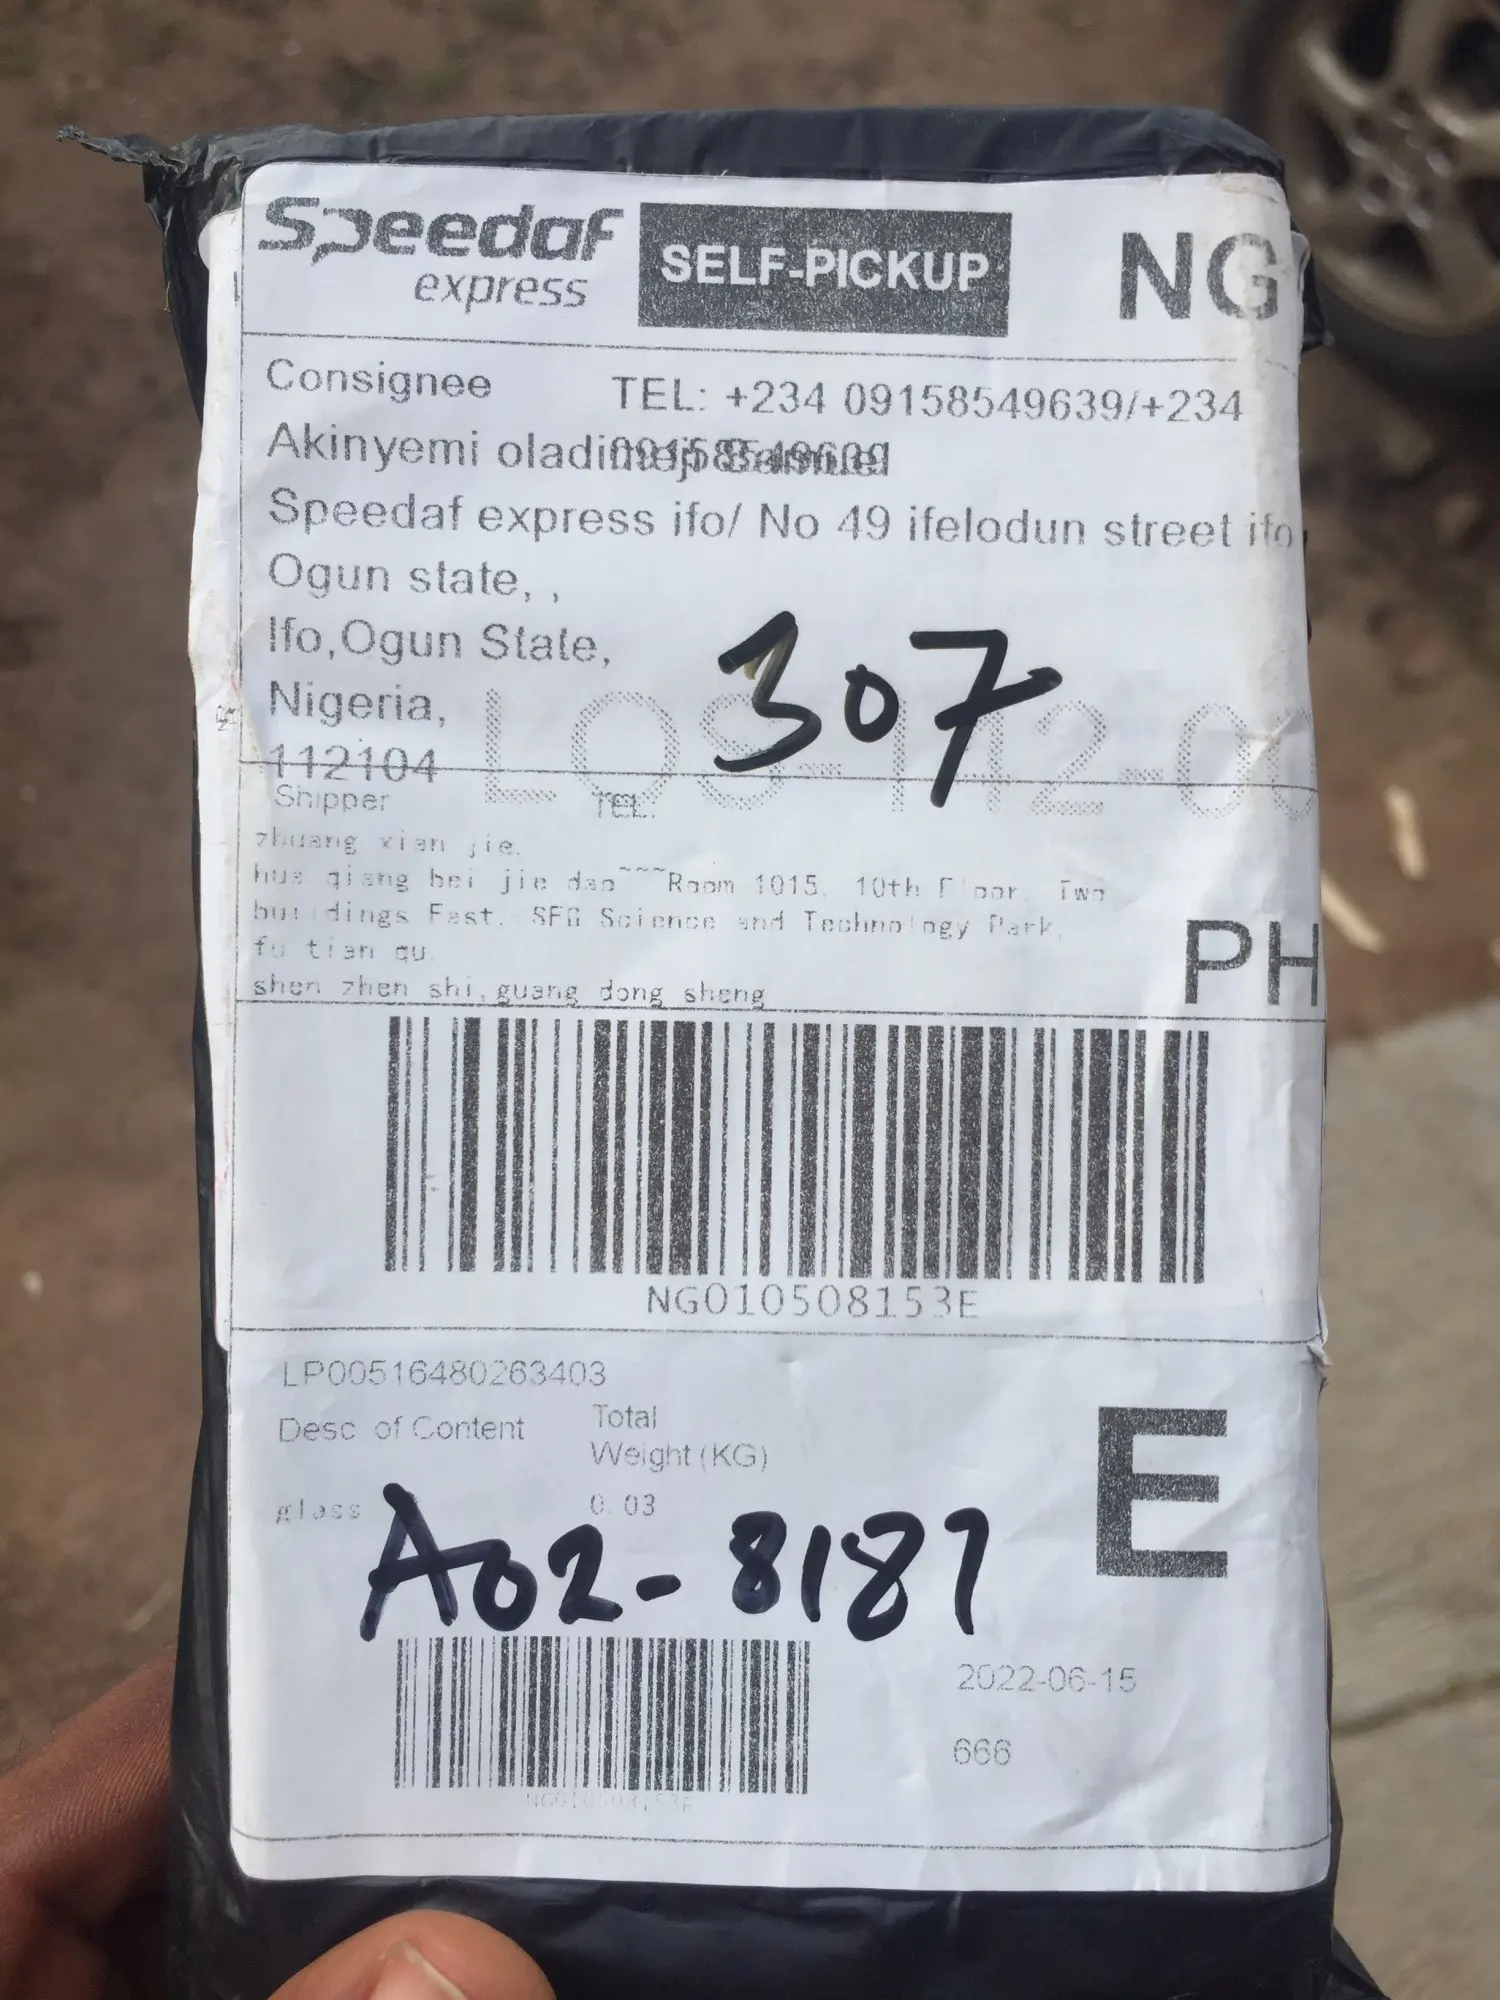 Speedaf
express
SELF-PICKUP
NG
Consignee
TEL: +234 09158549639/+234
Akinyemi
Speedaf express ifo/ No 49 ifelodun street ifo
Ogun state, ,
Ifo,Ogun State,
307
Nigeria,
LOS-142-00
112104
Shipper
TEL:
zhuang xian jie.
hua qiang bei jie dao~~~Room 1015, 10th Floor, Two
buildings East, SEG Science and Technology Park,
fu tian qu.
shen zhen shi,guang dong sheng
PH
NG010508153E
LP00516480263403
Desc of Content
Total
Weight (KG)
E
glass
0.03
A02-8187
2022-06-15
666
NG010508153E